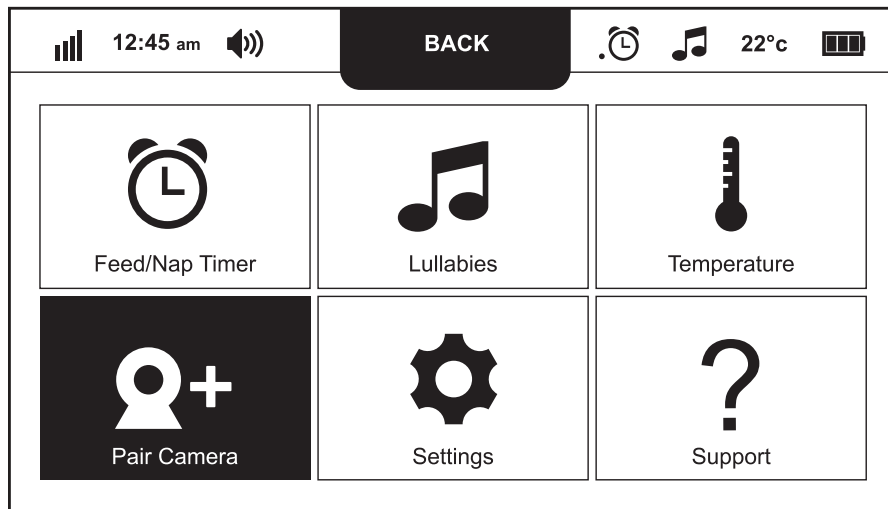 12:45 am
BACK
22°c
Feed/Nap Timer
Lullabies
Temperature
Pair Camera
Settings
Support